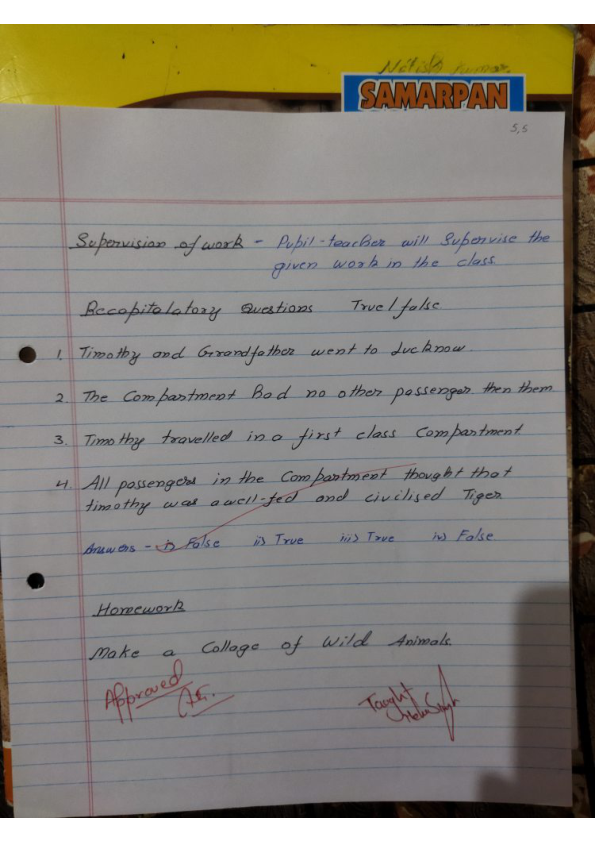 Nitish Kumar.
SAMARPAN
5,5
Supervision of work - Pupil-teacher will Supervise the
given work in the class
Recapitulatory Questions True/false
1. Timothy and Grandfather went to Lucknow.
2. The Compartment Had no other passenger then them
3. Timothy travelled in a first class Compartment
4. All passengers in the Compartment thought that
timothy was a well-fed and civilised Tiger
Answers - i) False ii) True iii) True iv) False
Homework
Make a Collage of Wild Animals.
Approved
Taught